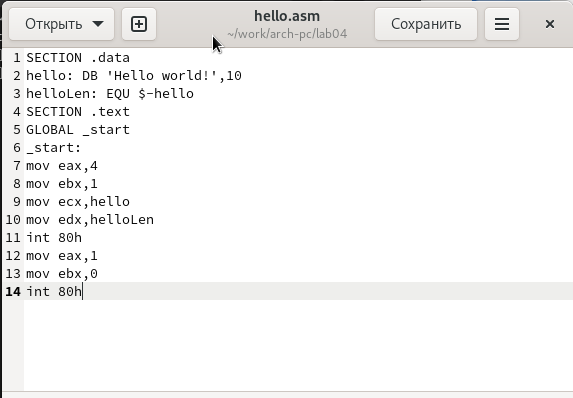 Открыть
hello.asm
~/work/arch-pc/lab04
Сохранить
1 SECTION .data
2 hello: DB 'Hello world!',10
3 helloLen: EQU $-hello
4 SECTION .text
5 GLOBAL _start
6 _start:
7 mov eax,4
8 mov ebx,1
9 mov ecx,hello
10 mov edx,helloLen
11 int 80h
12 mov eax,1
13 mov ebx,0
14 int 80h